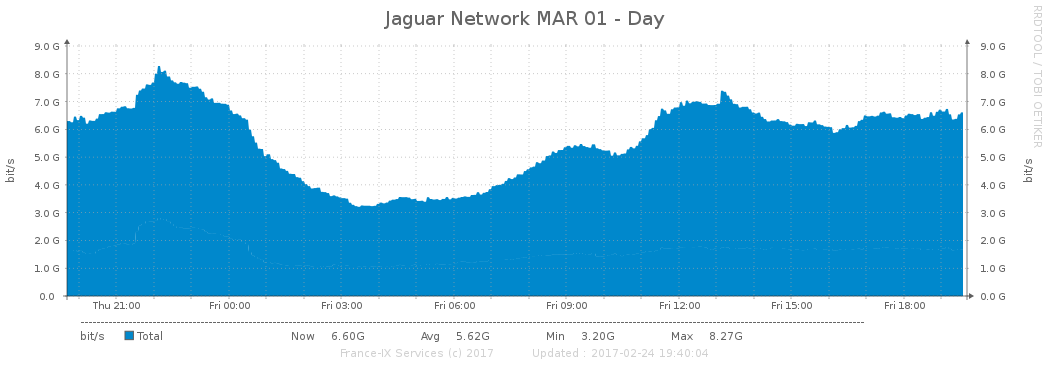 Jaguar Network MAR 01 - Day
RRDTOOL / TOBI OETIKER
9.0 G 9.0 G
8.0 G 8.0 G
7.0 G 7.0 G
6.0 G 6.0 G
5.0 G 5.0 G
4.0 G 4.0 G
3.0 G 3.0 G
2.0 G 2.0 G
1.0 G 1.0 G
0.0 0.0 G
bit/s bit/s
Thu 21:00 Fri 00:00 Fri 03:00 Fri 06:00 Fri 09:00 Fri 12:00 Fri 15:00 Fri 18:00
bit/s Total Now 6.60G Avg 5.62G Min 3.20G Max 8.27G
France-IX Services (c) 2017 Updated : 2017-02-24 19:40:04